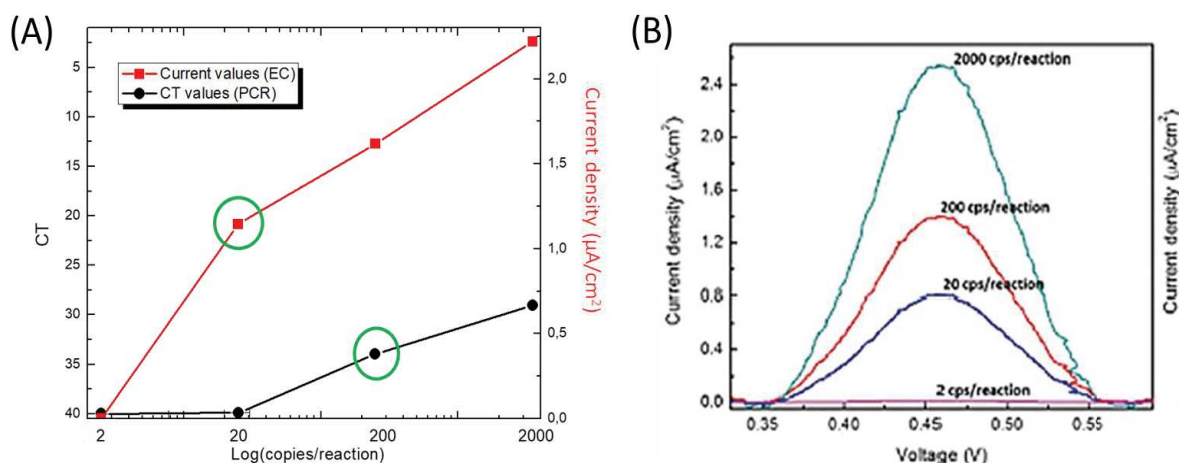 (A)
CT
5
10
15
20
25
30
35
40
Current values (EC)
CT values (PCR)
2
20
200
2000
Log(copies/reaction)
2,0
1,5
1,0
0,5
0,0
Current density (µA/cm²)
(B)
Current density (µA/cm²)
2.4
2.0
1.6
1.2
0.8
0.4
0.0
2000 cps/reaction
200 cps/reaction
20 cps/reaction
2 cps/reaction
0.35
0.40
0.45
0.50
0.55
Voltage (V)
Current density (µA/cm²)